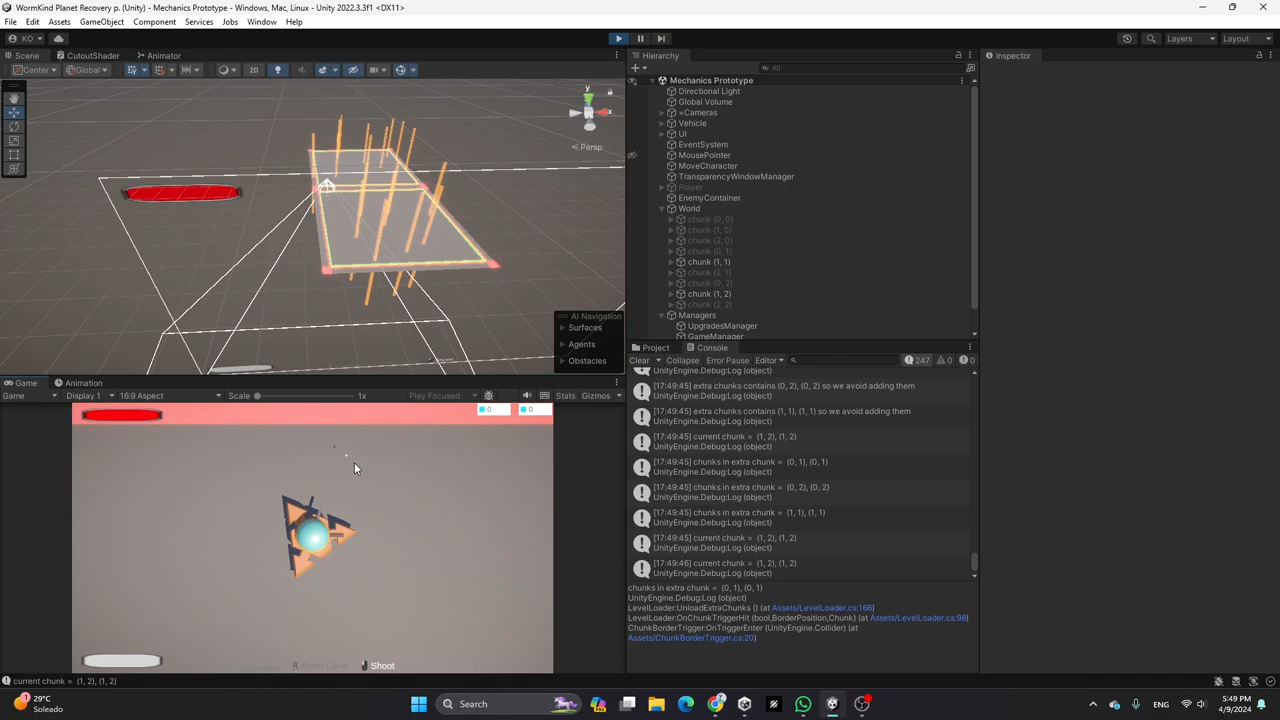 WormKind Planet Recovery p. (Unity) - Mechanics Prototype - Windows, Mac, Linux - Unity 2022.3.3f1 <DX11>
File Edit Assets GameObject Component Services Jobs Window Help
KO
Layers Layout
Scene CutoutShader Animator
Center Global 2D
y
x
Persp
AI Navigation
Surfaces
Agents
Obstacles
Hierarchy
All
Mechanics Prototype
Directional Light
Global Volume
=Cameras
Vehicle
UI
EventSystem
MousePointer
MoveCharacter
TransparencyWindowManager
Player
EnemyContainer
World
chunk (0, 0)
chunk (1, 0)
chunk (2, 0)
chunk (0, 1)
chunk (1, 1)
chunk (2, 1)
chunk (0, 2)
chunk (1, 2)
chunk (2, 2)
Managers
UpgradesManager
GameManager
Inspector
Game Animation
Game Display 1 16:9 Aspect Scale 1x Play Focused Stats Gizmos
0 0
Upgrades R Enter Cave Shoot
Project Console
Clear Collapse Error Pause Editor 247 0 0
UnityEngine.Debug:Log (object)
[17:49:45] extra chunks contains (0, 2), (0, 2) so we avoid adding them
UnityEngine.Debug:Log (object)
[17:49:45] extra chunks contains (1, 1), (1, 1) so we avoid adding them
UnityEngine.Debug:Log (object)
[17:49:45] current chunk = (1, 2), (1, 2)
UnityEngine.Debug:Log (object)
[17:49:45] chunks in extra chunk = (0, 1), (0, 1)
UnityEngine.Debug:Log (object)
[17:49:45] chunks in extra chunk = (0, 2), (0, 2)
UnityEngine.Debug:Log (object)
[17:49:45] chunks in extra chunk = (1, 1), (1, 1)
UnityEngine.Debug:Log (object)
[17:49:45] current chunk = (1, 2), (1, 2)
UnityEngine.Debug:Log (object)
[17:49:46] current chunk = (1, 2), (1, 2)
UnityEngine.Debug:Log (object)
chunks in extra chunk = (0, 1), (0, 1)
UnityEngine.Debug:Log (object)
LevelLoader:UnloadExtraChunks () (at Assets/LevelLoader.cs:166)
LevelLoader:OnChunkTriggerHit (bool,BorderPosition,Chunk) (at Assets/LevelLoader.cs:98)
ChunkBorderTrigger:OnTriggerEnter (UnityEngine.Collider) (at
Assets/ChunkBorderTrigger.cs:20)
current chunk = (1, 2), (1, 2)
1
29°C
Soleado
Search
ENG
5:49 PM
4/9/2024